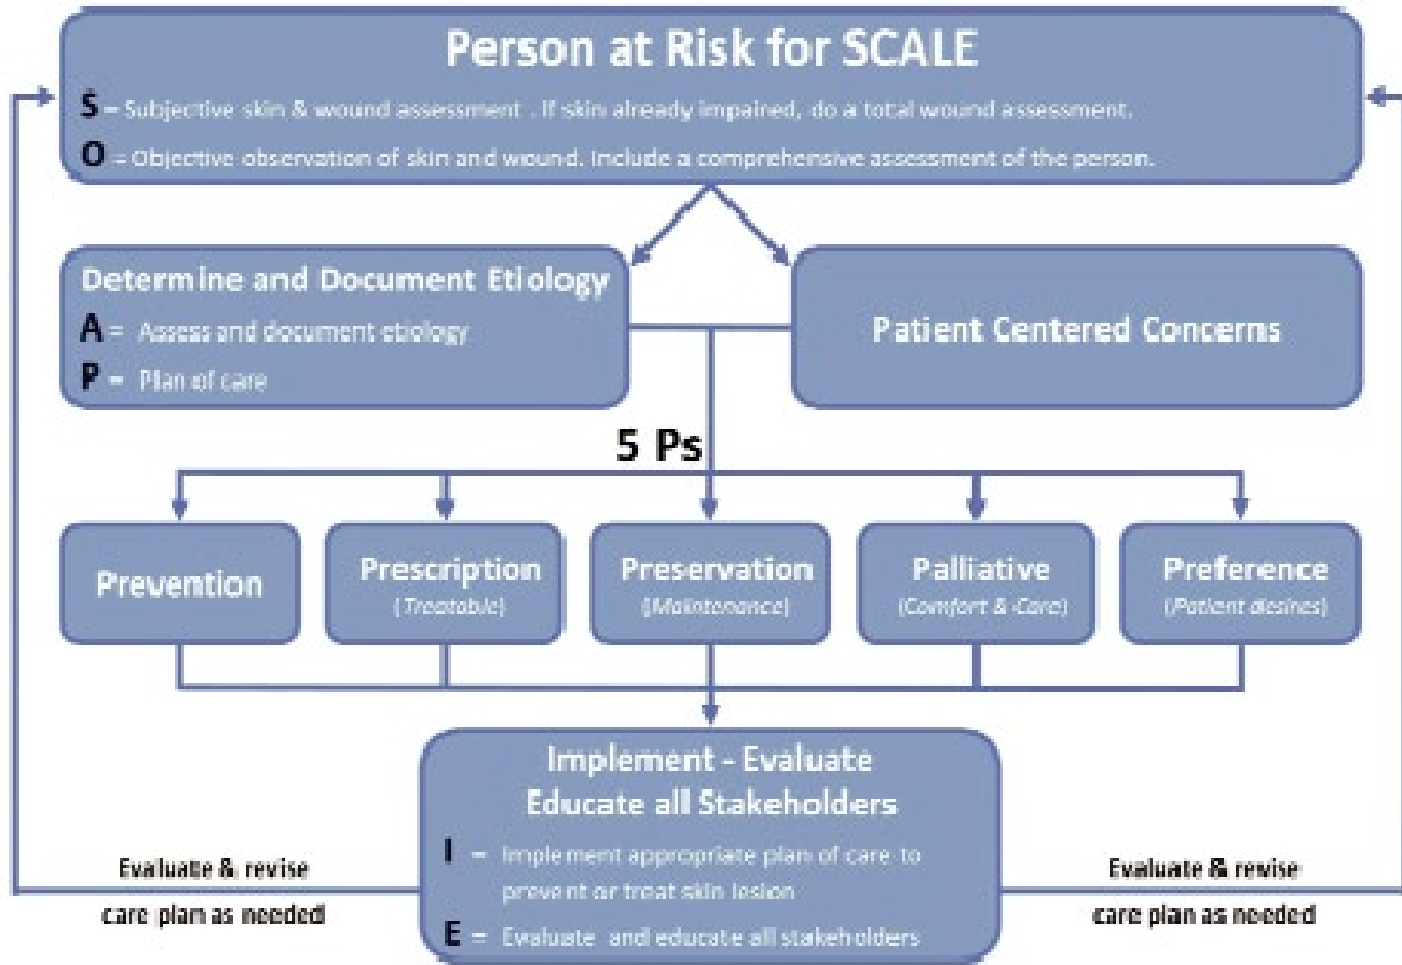 Person at Risk for SCALE
S – Subjective skin & wound assessment . If skin already impaired, do a total wound assessment.
O = Objective observation of skin and wound. Include a comprehensive assessment of the person.
Determine and Document Etiology
A = Assess and document etiology
P = Plan of care
Patient Centered Concerns
5 Ps
Prevention
Prescription
(Treatable)
Preservation
(Maintenance)
Palliative
(Comfort & Care)
Preference
(Patient desires)
Implement - Evaluate
Educate all Stakeholders
I = Implement appropriate plan of care to
prevent or treat skin lesion
E = Evaluate and educate all stakeholders
Evaluate & revise
care plan as needed
Evaluate & revise
care plan as needed